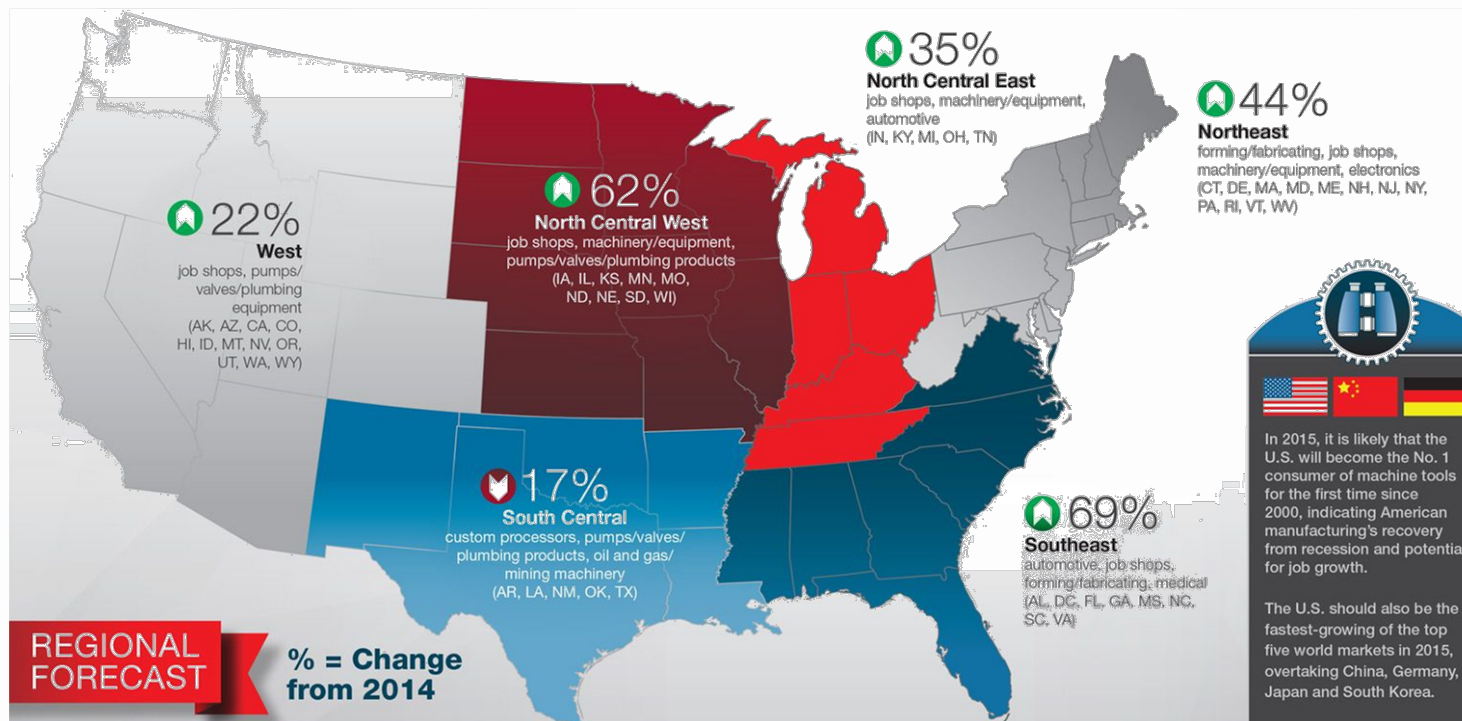 35%
North Central East
job shops, machinery/equipment,
automotive
(IN, KY, MI, OH, TN)
44%
Northeast
forming/fabricating, job shops,
machinery/equipment, electronics
(CT, DE, MA, MD, ME, NH, NJ, NY,
PA, RI, VT, WV)
62%
North Central West
job shops, machinery/equipment,
pumps/valves/plumbing products
(IA, IL, KS, MN, MO,
ND, NE, SD, WI)
22%
West
job shops, pumps/
valves/plumbing
equipment
(AK, AZ, CA, CO,
HI, ID, MT, NV, OR,
UT, WA, WY)
17%
South Central
custom processors, pumps/valves/
plumbing products, oil and gas/
mining machinery
(AR, LA, NM, OK, TX)
69%
Southeast
automotive, job shops,
forming/fabricating, medical
(AL, DC, FL, GA, MS, NC,
SC, VA)
In 2015, it is likely that the
U.S. will become the No. 1
consumer of machine tools
for the first time since
2000, indicating American
manufacturing's recovery
from recession and potentia
for job growth.
The U.S. should also be the
fastest-growing of the top
five world markets in 2015,
overtaking China, Germany,
Japan and South Korea.
REGIONAL
FORECAST
% = Change
from 2014